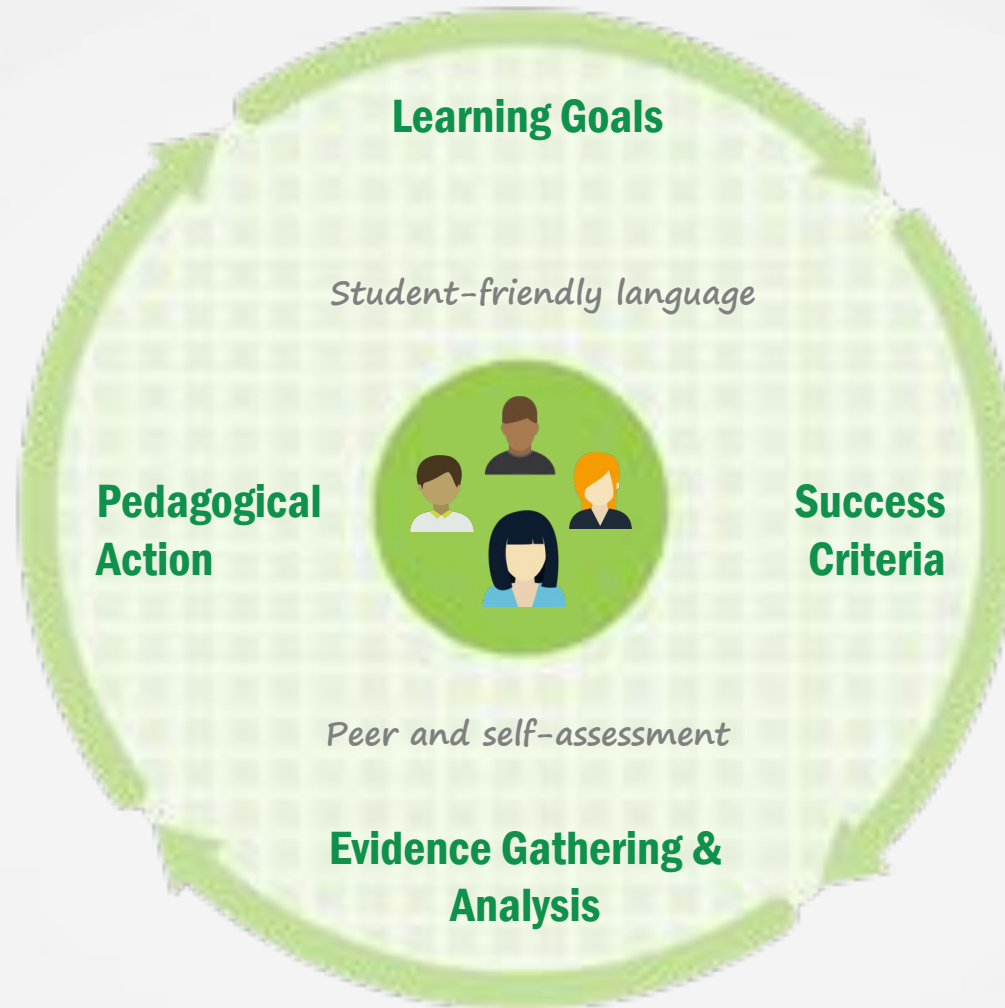 Learning Goals
Student-friendly language
Pedagogical
Action
Success
Criteria
Peer and self-assessment
Evidence Gathering &
Analysis